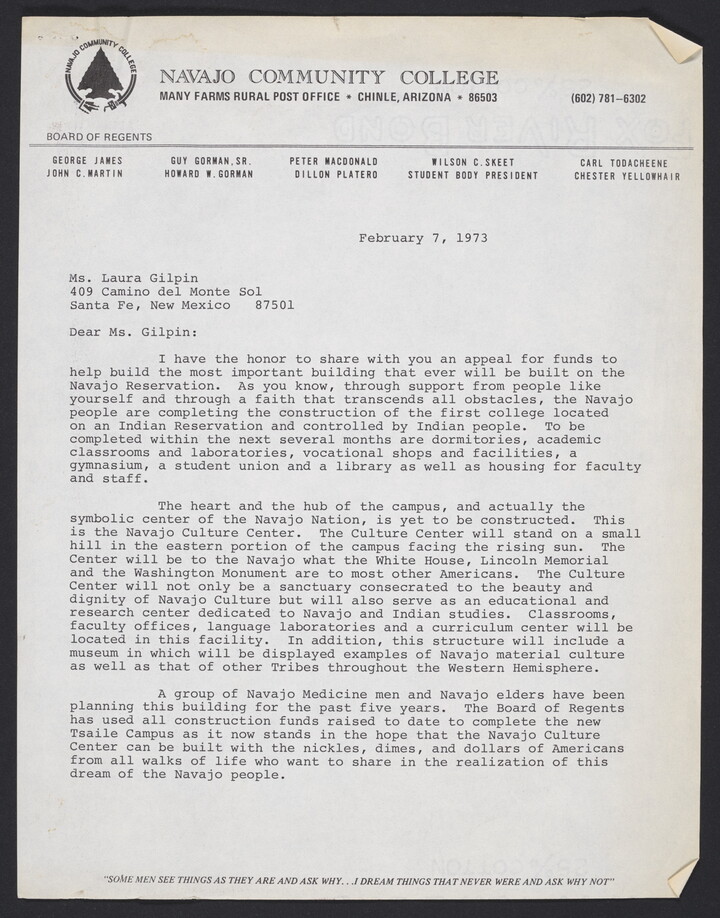 NAVAJO COMMUNITY COLLEGE
NAVAJO COMMUNITY COLLEGE
MANY FARMS RURAL POST OFFICE * CHINLE, ARIZONA * 86503 (602) 781-6302
BOARD OF REGENTS
GEORGE JAMES GUY GORMAN, SR. PETER MACDONALD WILSON C. SKEET CARL TODACHEENE
JOHN C. MARTIN HOWARD W. GORMAN DILLON PLATERO STUDENT BODY PRESIDENT CHESTER YELLOWHAIR
February 7, 1973
Ms. Laura Gilpin
409 Camino del Monte Sol
Santa Fe, New Mexico 87501
Dear Ms. Gilpin:
I have the honor to share with you an appeal for funds to
help build the most important building that ever will be built on the
Navajo Reservation. As you know, through support from people like
yourself and through a faith that transcends all obstacles, the Navajo
people are completing the construction of the first college located
on an Indian Reservation and controlled by Indian people. To be
completed within the next several months are dormitories, academic
classrooms and laboratories, vocational shops and facilities, a
gymnasium, a student union and a library as well as housing for faculty
and staff.
The heart and the hub of the campus, and actually the
symbolic center of the Navajo Nation, is yet to be constructed. This
is the Navajo Culture Center. The Culture Center will stand on a small
hill in the eastern portion of the campus facing the rising sun. The
Center will be to the Navajo what the White House, Lincoln Memorial
and the Washington Monument are to most other Americans. The Culture
Center will not only be a sanctuary consecrated to the beauty and
dignity of Navajo Culture but will also serve as an educational and
research center dedicated to Navajo and Indian studies. Classrooms,
faculty offices, language laboratories and a curriculum center will be
located in this facility. In addition, this structure will include a
museum in which will be displayed examples of Navajo material culture
as well as that of other Tribes throughout the Western Hemisphere.
A group of Navajo Medicine men and Navajo elders have been
planning this building for the past five years. The Board of Regents
has used all construction funds raised to date to complete the new
Tsaile Campus as it now stands in the hope that the Navajo Culture
Center can be built with the nickles, dimes, and dollars of Americans
from all walks of life who want to share in the realization of this
dream of the Navajo people.
"SOME MEN SEE THINGS AS THEY ARE AND ASK WHY. . .I DREAM THINGS THAT NEVER WERE AND ASK WHY NOT"